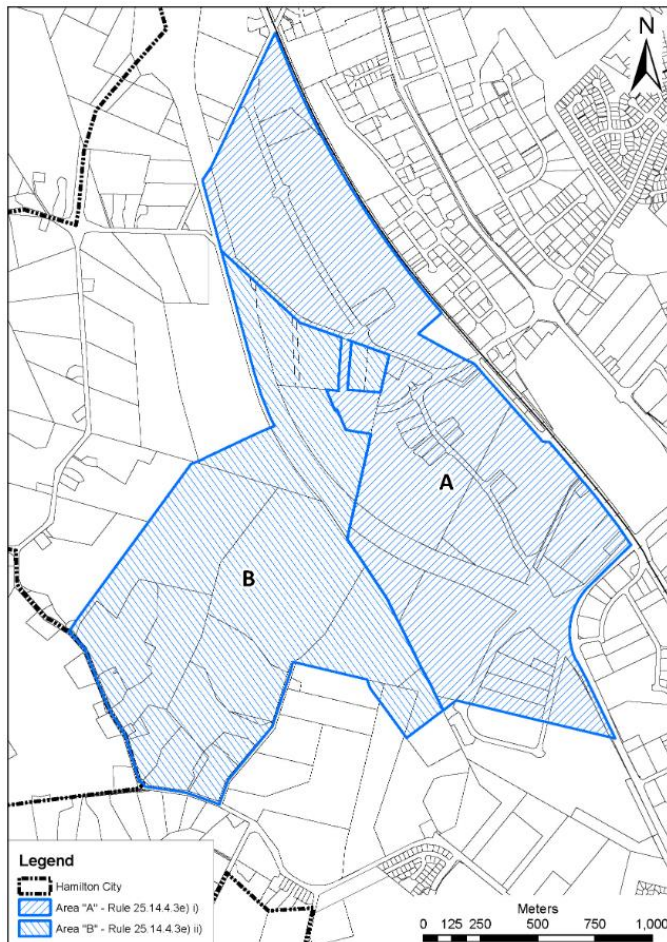 N
A
B
Legend
Hamilton City
Area "A" - Rule 25.14.4.3e) i)
Area "B" - Rule 25.14.4.3e) ii)
Meters
0 125 250 500 750 1,000